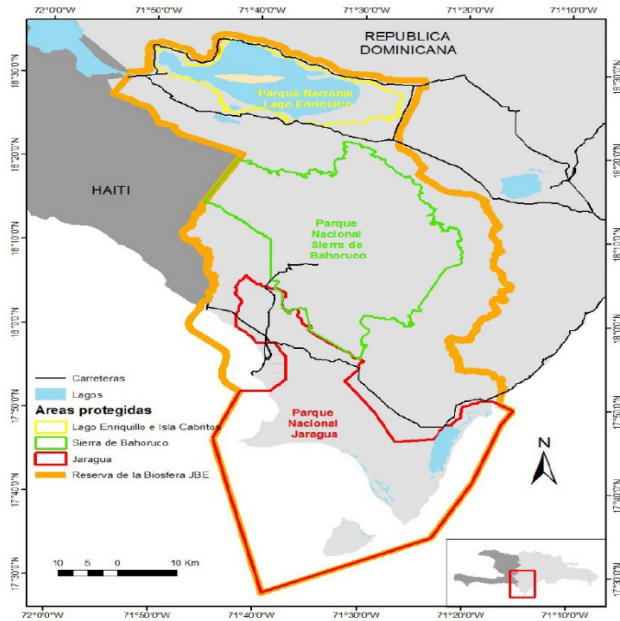 72°0'0"W 71°50'0"W 71°40'0"W 71°30'0"W 71°20'0"W 71°10'0"W
REPUBLICA
DOMINICANA
18°30'0"N
18°30'0"N
Parque Nacional
Lago Enriquillo
18°20'0"N
18°20'0"N
HAITI
Parque
Nacional
Sierra de
Bahoruco
18°10'0"N
18°10'0"N
18°0'0"N
18°0'0"N
Carreteras
Lagos
Areas protegidas
Lago Enriquillo e Isla Cabritos
Sierra de Bahoruco
Jaragua
Reserva de la Biosfera JBE
Parque
Nacional
Jaragua
17°50'0"N
17°50'0"N
N
17°40'0"N
17°40'0"N
10 5 0 10 Km
17°30'0"N
17°30'0"N
72°0'0"W 71°50'0"W 71°40'0"W 71°30'0"W 71°20'0"W 71°10'0"W